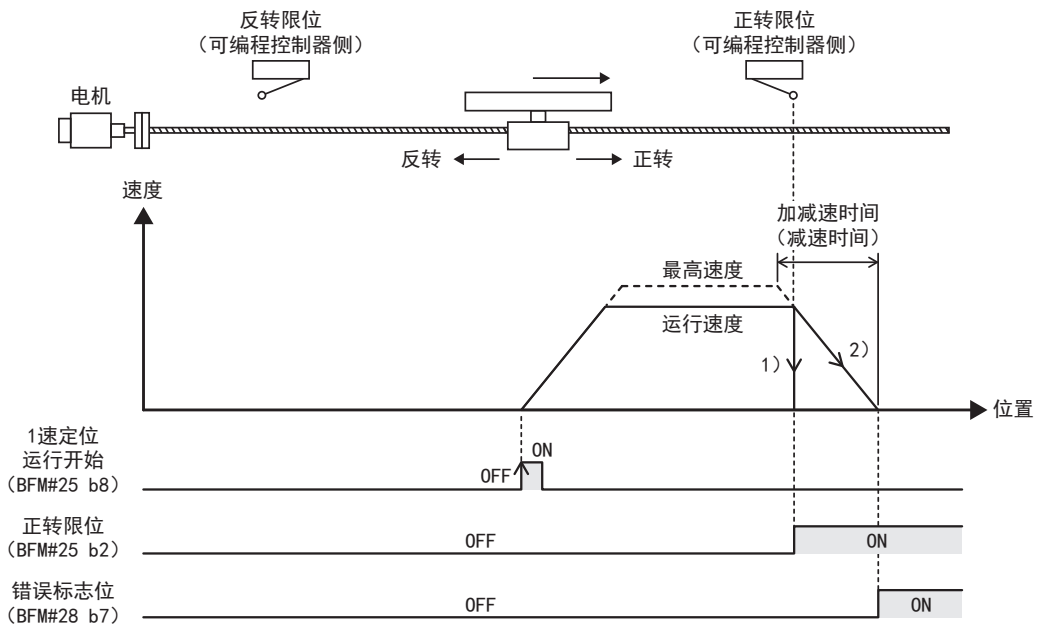 反转限位
（可编程控制器侧）
正转限位
（可编程控制器侧）
电机
反转
正转
速度
加减速时间
（减速时间）
最高速度
运行速度
1）
2）
位置
1速定位
运行开始
（BFM#25 b8）
OFF
ON
正转限位
（BFM#25 b2）
OFF
ON
错误标志位
（BFM#28 b7）
OFF
ON